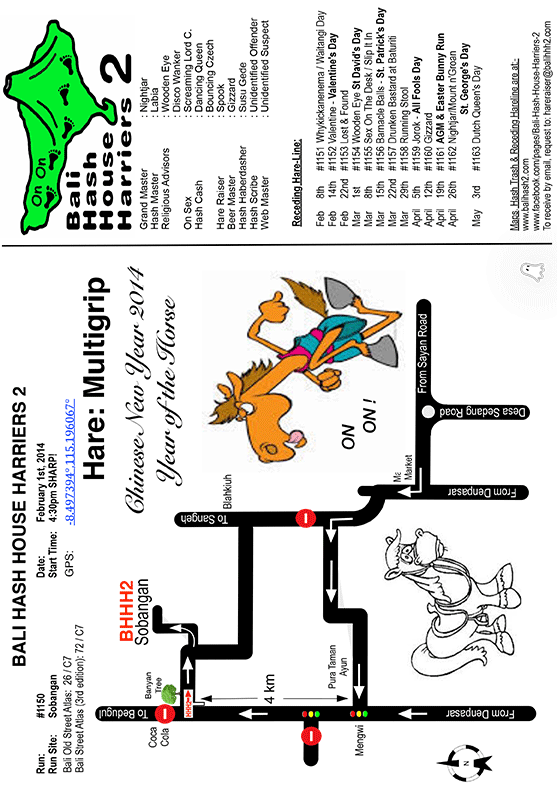 BALI HASH HOUSE HARRIERS 2
Run: #1150
Run Site: Sobangan
Bali Old Street Atlas: 26 / C7
Bali Street Atlas (3rd edition): 72 / C7
Date: February 1st, 2014
Start Time: 4:30pm SHARP!
GPS: -8.497394°,115.196067°
Hare: Multigrip
Chinese New Year 2014
Year of the Horse
ON
ON !
BHHH2
Sobangan
To Bedugul
Coca
Cola
Banyan
Tree
HHH
4 km
To Sangeh
Blahkiuh
Pura Taman
Ayun
Mengwi
From Denpasar
Market
From Denpasar
From Sayan Road
Desa Sedang Road
N
On On
Bali
Hash
House
Harriers 2
Grand Master : Nightjar
Hash Master : Labia
Religious Advisors : Wooden Eye
: Disco Wanker
On Sex : Screaming Lord C.
Hash Cash : Dancing Queen
: Bouncing Czech
Hare Raiser : Spook
Beer Master : Gizzard
Hash Haberdasher : Susu Gede
Hash Scribe : Unidentified Offender
Web Master : Unidentified Suspect
Receding Hare-Line:
Feb 8th #1151 Whykickanenema / Waitangi Day
Feb 14th #1152 Valentine - Valentine's Day
Feb 22nd #1153 Lost & Found
Mar 1st #1154 Wooden Eye St David's Day
Mar 8th #1155 Sex On The Desk / Slip It In
Mar 15th #1156 Barnacle Balls - St. Patrick's Day
Mar 22nd #1157 Drunken Bastard at Baturiti
Mar 29th #1158 Running Stool
April 5th #1159 Jorok - All Fools Day
April 12th #1160 Gizzard
April 19th #1161 AGM & Easter Bunny Run
April 26th #1162 Nightjar/Mount n'Groan
St. George's Day
May 3rd #1163 Dutch Queen's Day
Maps, Hash Trash & Receding Hareline are at:
www.balihash2.com
www.facebook.com/pages/Bali-Hash-House-Harriers-2
To receive by email, request to: hareraiser@balihhh2.com